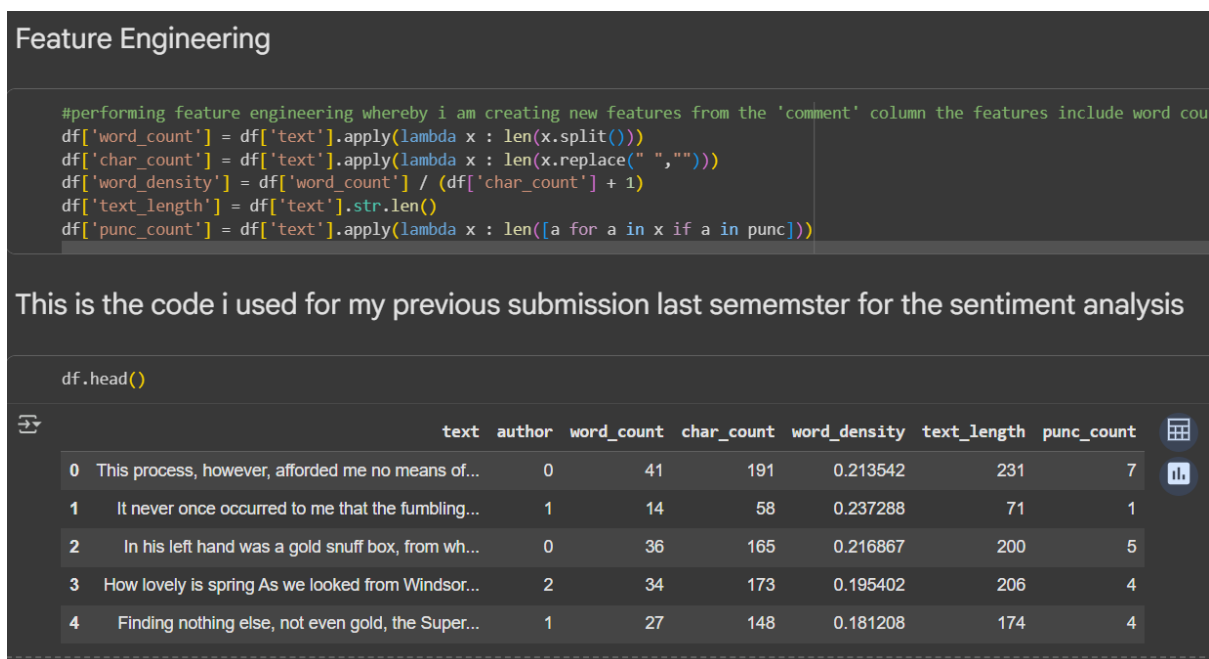 Feature Engineering
#performing feature engineering whereby i am creating new features from the 'comment' column the features include word cou
df['word_count'] = df['text'].apply(lambda x : len(x.split()))
df['char_count'] = df['text'].apply(lambda x : len(x.replace(" ","")))
df['word_density'] = df['word_count'] / (df['char_count'] + 1)
df['text_length'] = df['text'].str.len()
df['punc_count'] = df['text'].apply(lambda x : len([a for a in x if a in punc]))
This is the code i used for my previous submission last sememster for the sentiment analysis
df.head()
text author word_count char_count word_density text_length punc_count
0 This process, however, afforded me no means of... 0 41 191 0.213542 231 7
1 It never once occurred to me that the fumbling... 1 14 58 0.237288 71 1
2 In his left hand was a gold snuff box, from wh... 0 36 165 0.216867 200 5
3 How lovely is spring As we looked from Windsor... 2 34 173 0.195402 206 4
4 Finding nothing else, not even gold, the Super... 1 27 148 0.181208 174 4